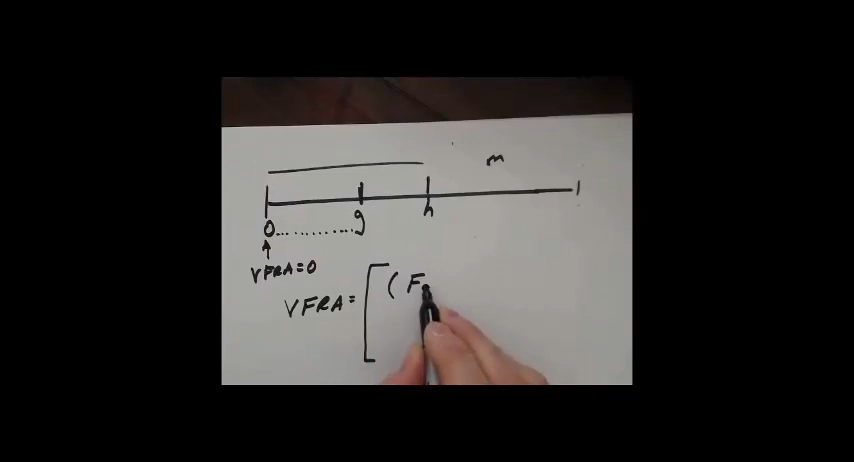 m
0.............g
h
VFRA=0
VFRA= [ ( F